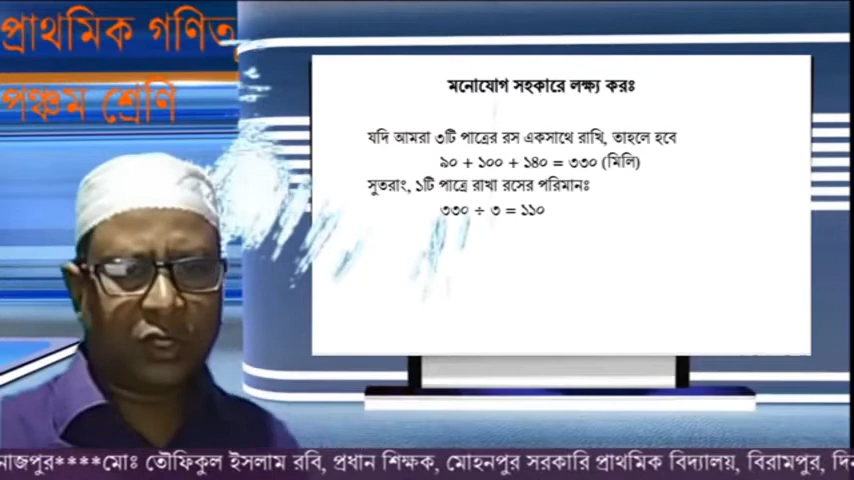 প্রাথমিক গণিত
পঞ্চম শ্রেণি
মনোযোগ সহকারে লক্ষ্য করঃ
যদি আমরা ৩টি পাত্রের রস একসাথে রাখি, তাহলে হবে
৯০ + ১০০ + ১৪০ = ৩৩০ (মিলি)
সুতরাং, ১টি পাত্রে রাখা রসের পরিমানঃ
৩৩০ ÷ ৩ = ১১০
নাজপুর****মোঃ তৌফিকুল ইসলাম রবি, প্রধান শিক্ষক, মোহনপুর সরকারি প্রাথমিক বিদ্যালয়, বিরামপুর, দিন